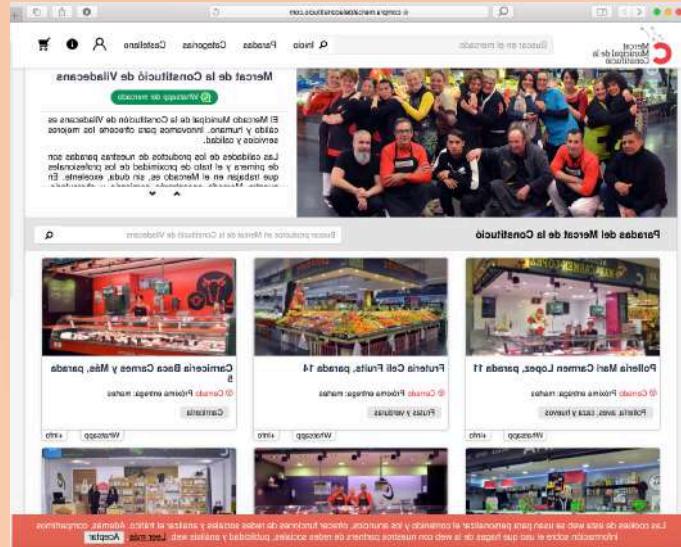 compra.mercatdelaconstitucio.com
Mercat
Municipal de la
Constitució
Buscar en el mercado
Inicio Paradas Categorías Castellano
Mercat de la Constitució de Viladecans
Whatsapp del mercado
El Mercado Municipal de la Constitución de Viladecans es
cálido y humano. Innovamos para ofrecerte los mejores
servicios y calidad.
Las calidades de los productos de nuestras paradas son
de primera y el trato de proximidad de los profesionales
que trabajan en el Mercado es, sin duda, excelente. En
Paradas del Mercat de la Constitució
Buscar productos en Mercat de la Constitució de Viladecans
Pollería Mari Carmen Lopez, parada 11
Cerrado Próxima entrega: martes
Pollería, aves, caza y huevos
Whatsapp +info
Frutería Celi Fruits, parada 14
Cerrado Próxima entrega: martes
Frutas y verduras
Whatsapp +info
Carnicería Baca Carnes y Más, parada
5
Cerrado Próxima entrega: martes
Carnicería
Whatsapp +info
Las cookies de este web se usan para personalizar el contenido y los anuncios, ofrecer funciones de redes sociales y analizar el tráfico. Además, compartimos
información sobre el uso que hagas de la web con nuestros partners de redes sociales, publicidad y análisis web. Leer más Aceptar